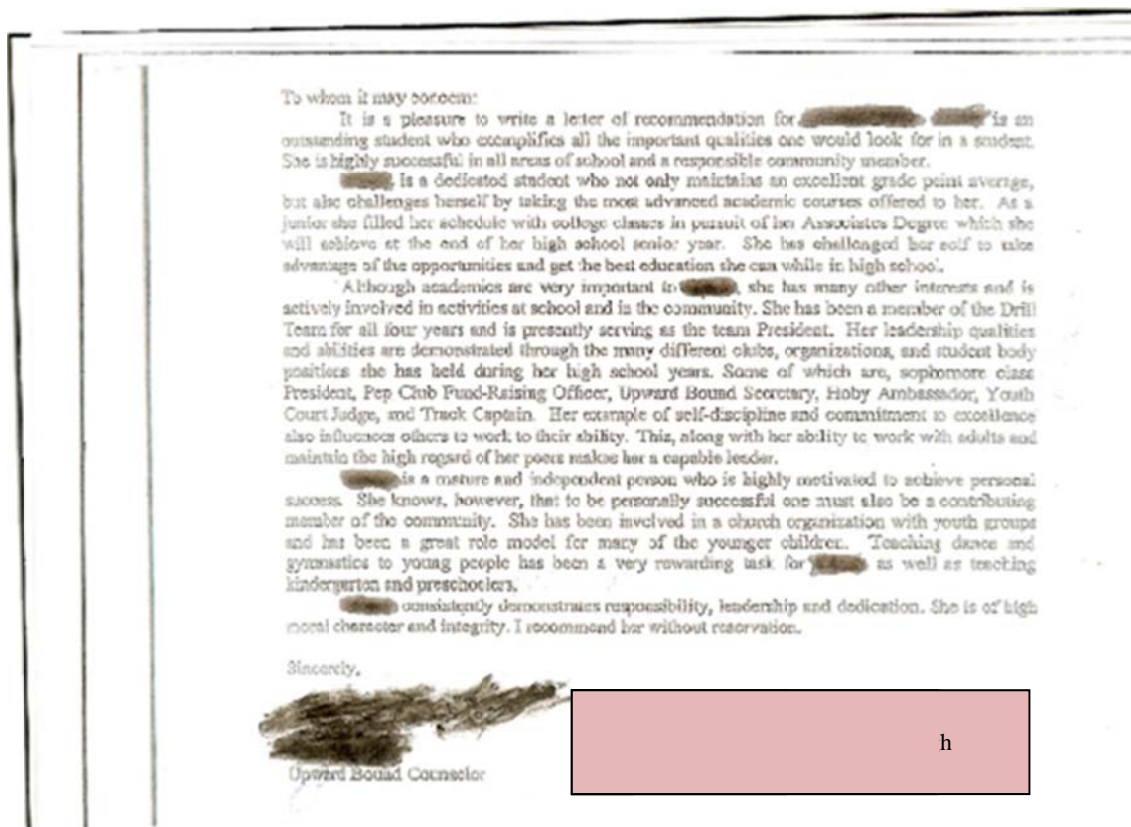 To whom it may concern:
It is a pleasure to write a letter of recommendation for is an
outstanding student who exemplifies all the important qualities one would look for in a student.
She is highly successful in all areas of school and a responsible community member.
is a dedicated student who not only maintains an excellent grade point average,
but also challenges herself by taking the most advanced academic courses offered to her. As a
junior she filled her schedule with college classes in pursuit of her Associates Degree which she
will achieve at the end of her high school senior year. She has challenged her self to take
advantage of the opportunities and get the best education she can while in high school.
Although academics are very important to , she has many other interests and is
actively involved in activities at school and in the community. She has been a member of the Drill
Team for all four years and is presently serving as the team President. Her leadership qualities
and abilities are demonstrated through the many different clubs, organizations, and student body
positions she has held during her high school years. Some of which are, sophomore class
President, Pep Club Fund-Raising Officer, Upward Bound Secretary, Hoby Ambassador, Youth
Court Judge, and Track Captain. Her example of self-discipline and commitment to excellence
also influences others to work to their ability. This, along with her ability to work with adults and
maintain the high regard of her peers makes her a capable leader.
is a mature and independent person who is highly motivated to achieve personal
success. She knows, however, that to be personally successful one must also be a contributing
member of the community. She has been involved in a church organization with youth groups
and has been a great role model for many of the younger children. Teaching dance and
gymnastics to young people has been a very rewarding task for as well as teaching
kindergarten and preschoolers.
consistently demonstrates responsibility, leadership and dedication. She is of high
moral character and integrity. I recommend her without reservation.
Sincerely,
h
Upward Bound Counselor